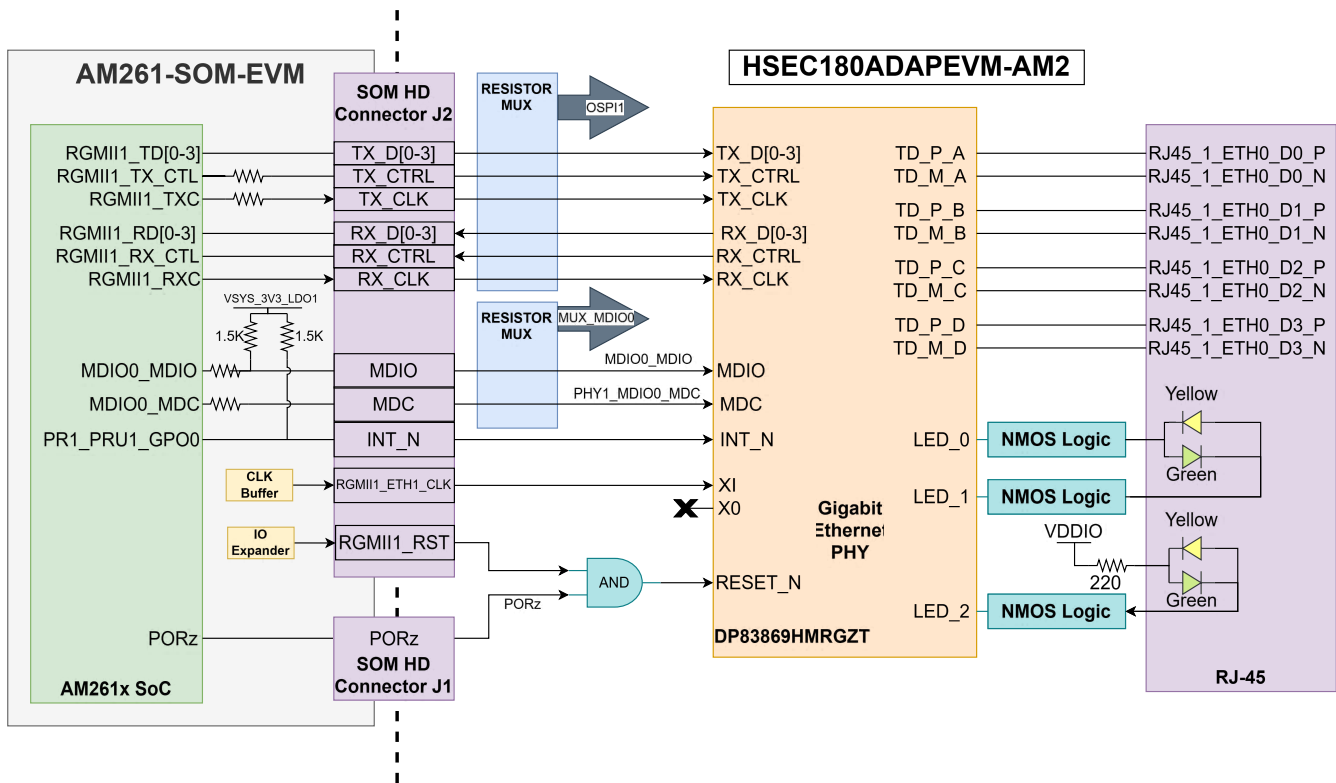 AM261-SOM-EVM
HSEC180ADAPEVM-AM2
SOM HD
Connector J2
RESISTOR
MUX
OSPI1
RGMII1_TD[0-3]
TX_D[0-3]
TX_D[0-3]
TD_P_A
RJ45_1_ETH0_D0_P
RGMII1_TX_CTL
TX_CTRL
TX_CTRL
TD_M_A
RJ45_1_ETH0_D0_N
RGMII1_TXC
TX_CLK
TX_CLK
TD_P_B
RJ45_1_ETH0_D1_P
RGMII1_RD[0-3]
RX_D[0-3]
RX_D[0-3]
TD_M_B
RJ45_1_ETH0_D1_N
RGMII1_RX_CTL
RX_CTRL
RX_CTRL
TD_P_C
RJ45_1_ETH0_D2_P
RGMII1_RXC
RX_CLK
RX_CLK
TD_M_C
RJ45_1_ETH0_D2_N
VSYS_3V3_LDO1
1.5K
1.5K
RESISTOR
MUX
MUX_MDIO0
TD_P_D
RJ45_1_ETH0_D3_P
TD_M_D
RJ45_1_ETH0_D3_N
MDIO0_MDIO
MDIO
MDIO0_MDIO
MDIO
MDIO0_MDC
MDC
PHY1_MDIO0_MDC
MDC
Yellow
PR1_PRU1_GPO0
INT_N
INT_N
LED_0
NMOS Logic
Green
CLK
Buffer
RGMII1_ETH1_CLK
XI
LED_1
NMOS Logic
X0
Gigabit
Ethernet
PHY
IO
Expander
RGMII1_RST
VDDIO
Yellow
220
Green
AND
RESET_N
PORz
LED_2
NMOS Logic
PORz
PORz
DP83869HMRGZT
SOM HD
Connector J1
AM261x SoC
RJ-45